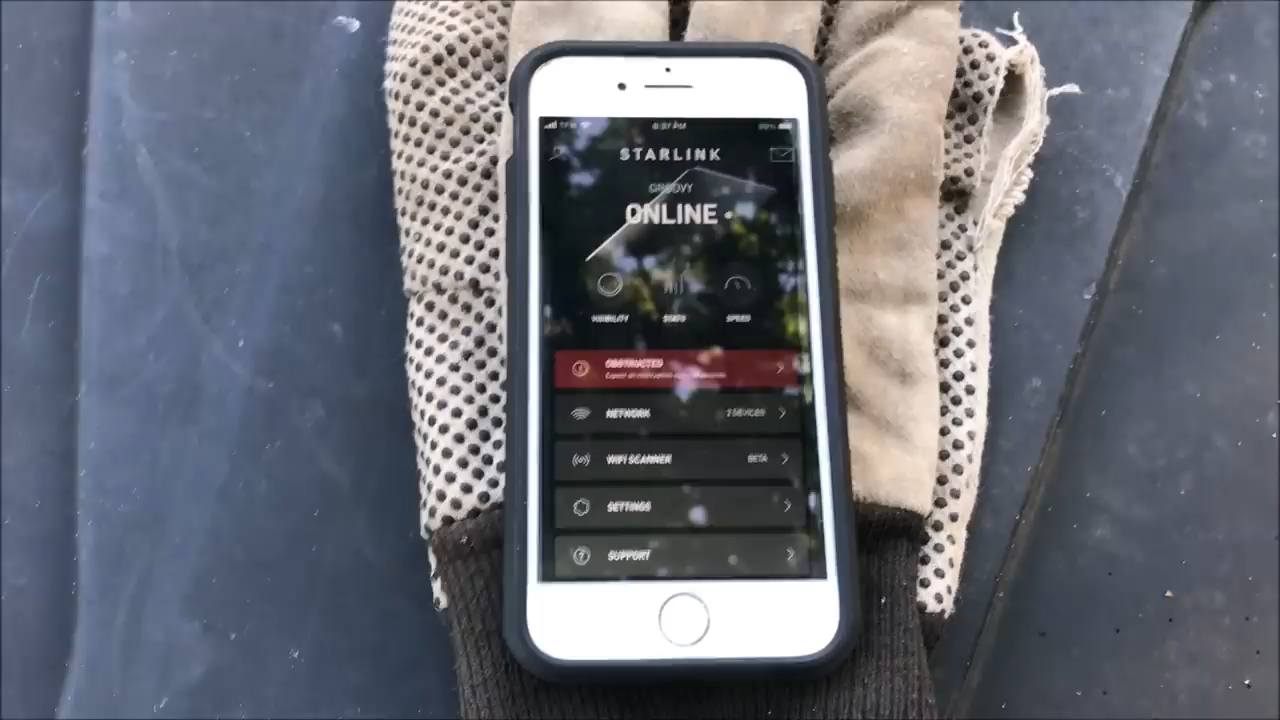 STARLINK
GROOVY
ONLINE
VISIBILITY STATS SPEED
OBSTRUCTED
NETWORK 2 DEVICES
WIFI SCANNER BETA
SETTINGS
SUPPORT